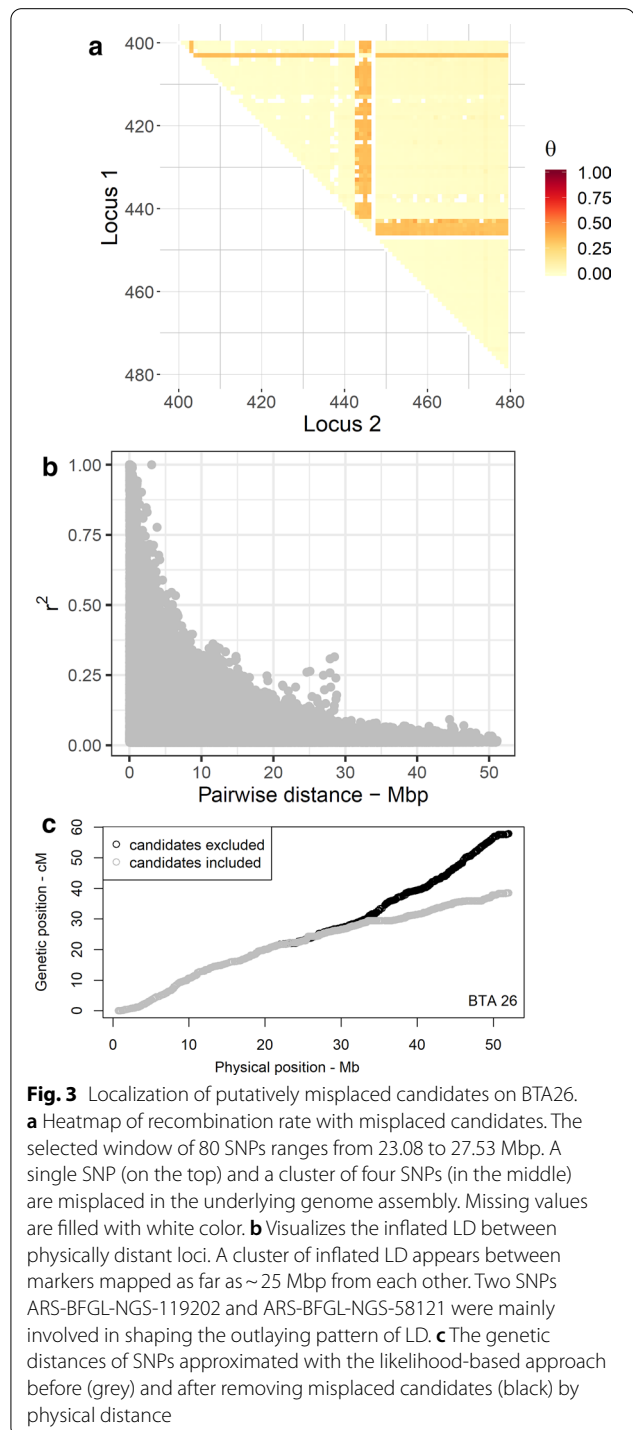 a
400
420
440
460
480
Locus 1
400
420
440
460
480
Locus 2
θ
1.00
0.75
0.50
0.25
0.00
b
1.00
0.75
0.50
0.25
0.00
r²
0
10
20
30
40
50
Pairwise distance − Mbp
c
60
50
40
30
20
10
0
Genetic position - cM
candidates excluded
candidates included
BTA 26
0
10
20
30
40
50
Physical position - Mb
Fig. 3 Localization of putatively misplaced candidates on BTA26.
a Heatmap of recombination rate with misplaced candidates. The
selected window of 80 SNPs ranges from 23.08 to 27.53 Mbp. A
single SNP (on the top) and a cluster of four SNPs (in the middle)
are misplaced in the underlying genome assembly. Missing values
are filled with white color. b Visualizes the inflated LD between
physically distant loci. A cluster of inflated LD appears between
markers mapped as far as ~ 25 Mbp from each other. Two SNPs
ARS-BFGL-NGS-119202 and ARS-BFGL-NGS-58121 were mainly
involved in shaping the outlaying pattern of LD. c The genetic
distances of SNPs approximated with the likelihood-based approach
before (grey) and after removing misplaced candidates (black) by
physical distance